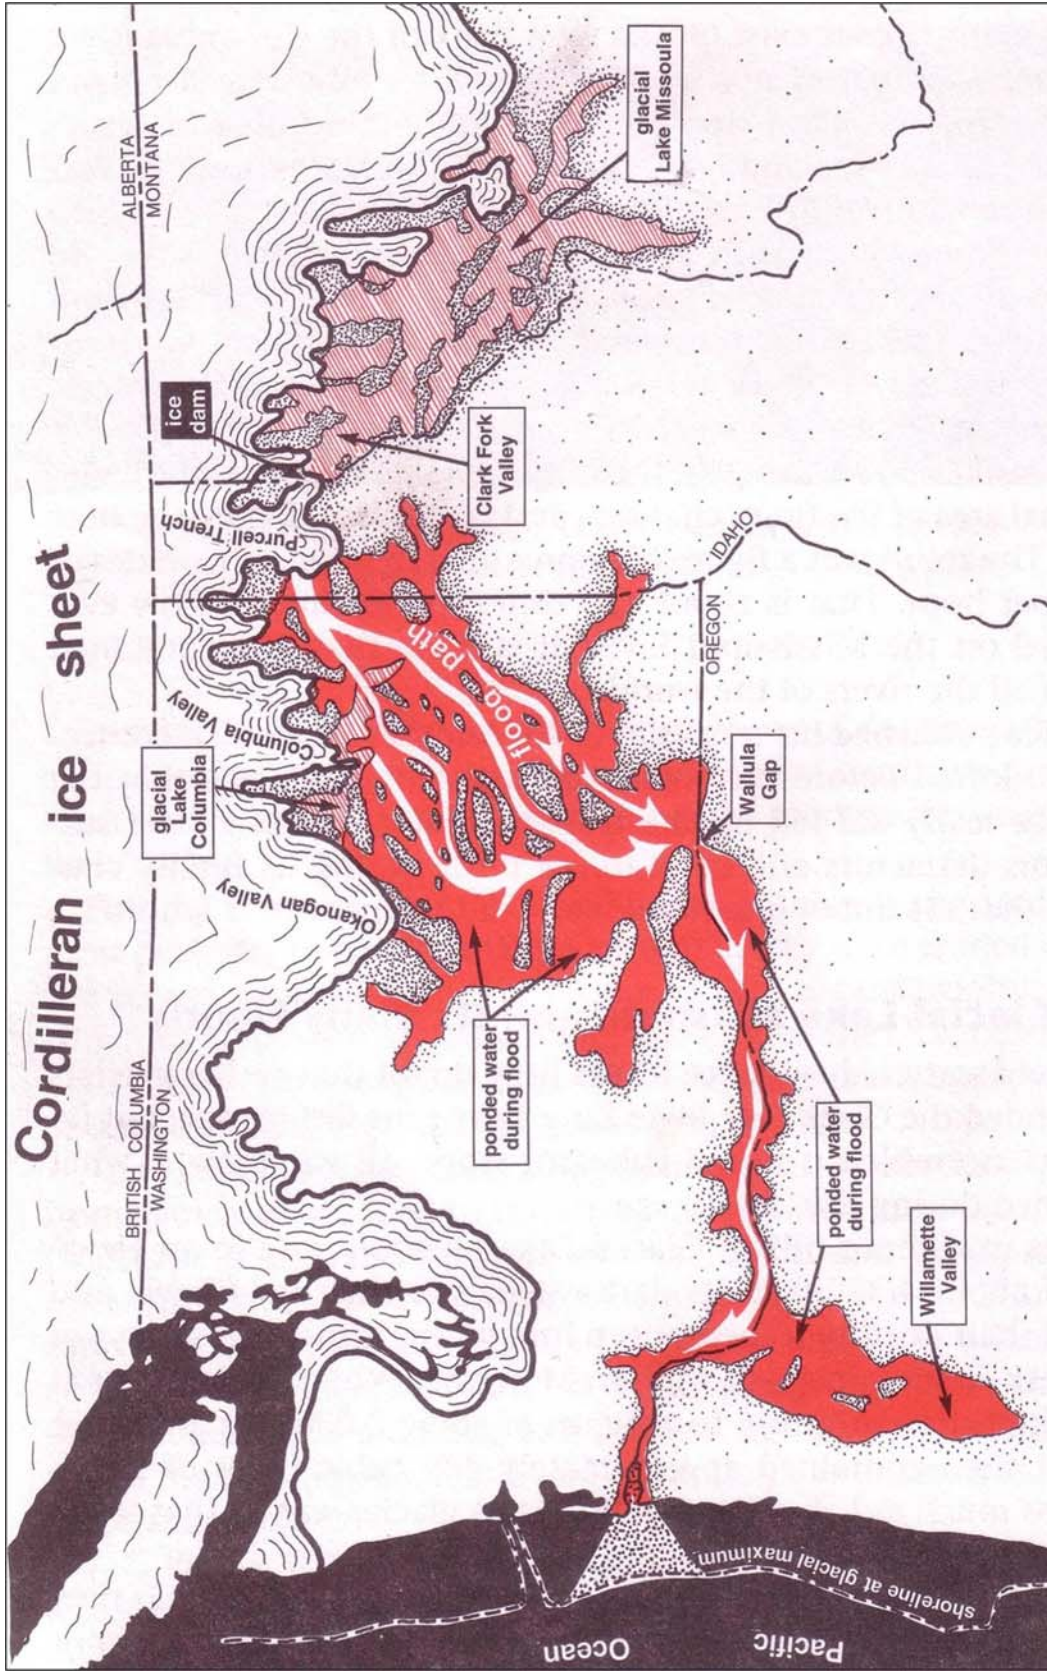 Cordilleran ice sheet
BRITISH COLUMBIA
WASHINGTON
ALBERTA
MONTANA
ice
dam
Purcell Trench
Columbia Valley
Okanogan Valley
glacial
Lake
Columbia
Clark Fork
Valley
glacial
Lake Missoula
flood path
IDAHO
OREGON
Wallula
Gap
ponded water
during flood
ponded water
during flood
Willamette
Valley
Pacific
Ocean
shoreline at glacial maximum